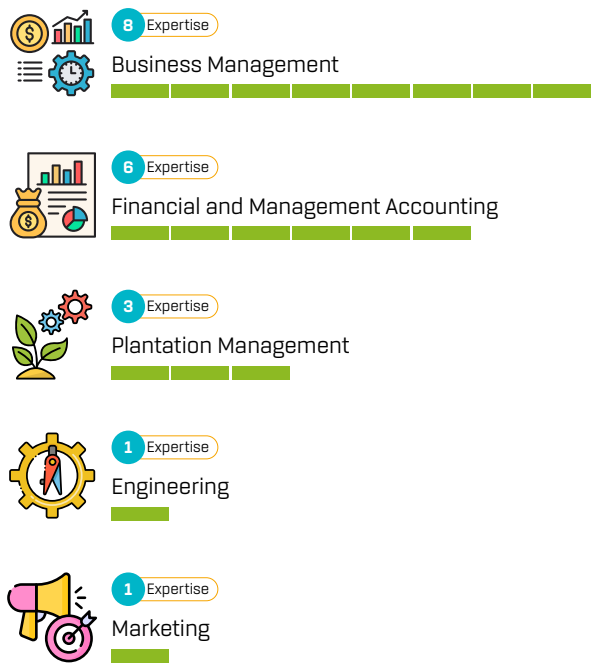 8 Expertise
Business Management
6 Expertise
Financial and Management Accounting
3 Expertise
Plantation Management
1 Expertise
Engineering
1 Expertise
Marketing